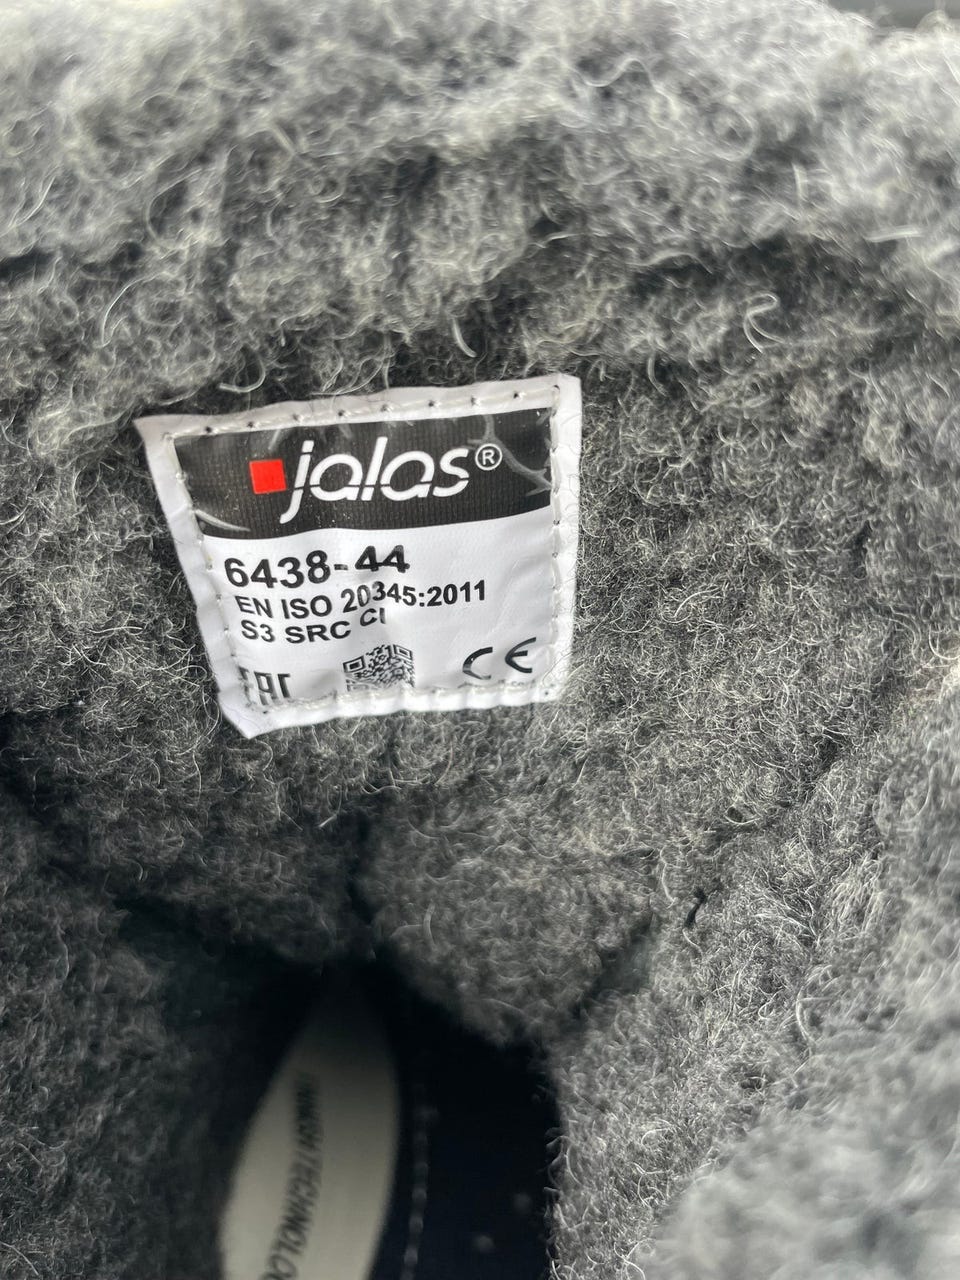 jalas®
6438-44
EN ISO 20345:2011
S3 SRC CI
EAC
CE